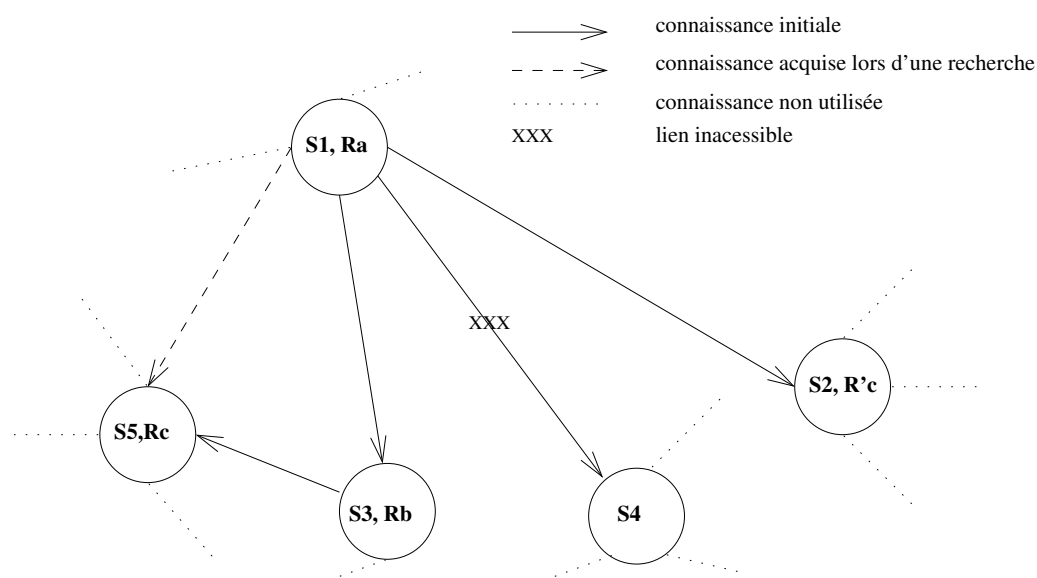 connaissance initiale
connaissance acquise lors d'une recherche
connaissance non utilisée
XXX lien inacessible
S1, Ra
XXX
S2, R'c
S5,Rc
S3, Rb
S4